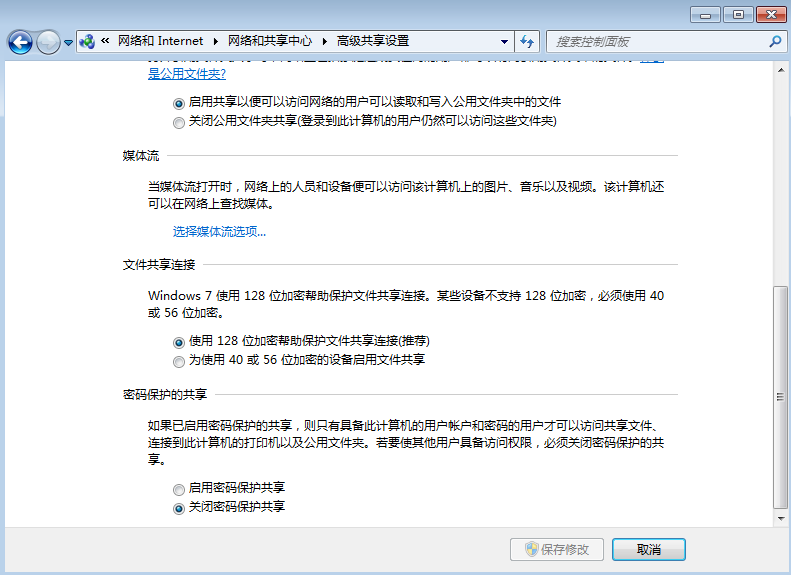 « 网络和 Internet ▸ 网络和共享中心 ▸ 高级共享设置
搜索控制面板
是公用文件夹?
启用共享以便可以访问网络的用户可以读取和写入公用文件夹中的文件
关闭公用文件夹共享(登录到此计算机的用户仍然可以访问这些文件夹)
媒体流
当媒体流打开时，网络上的人员和设备便可以访问该计算机上的图片、音乐以及视频。该计算机还
可以在网络上查找媒体。
选择媒体流选项...
文件共享连接
Windows 7 使用 128 位加密帮助保护文件共享连接。某些设备不支持 128 位加密，必须使用 40
或 56 位加密。
使用 128 位加密帮助保护文件共享连接(推荐)
为使用 40 或 56 位加密的设备启用文件共享
密码保护的共享
如果已启用密码保护的共享，则只有具备此计算机的用户帐户和密码的用户才可以访问共享文件、
连接到此计算机的打印机以及公用文件夹。若要使其他用户具备访问权限，必须关闭密码保护的共
享。
启用密码保护共享
关闭密码保护共享
保存修改
取消